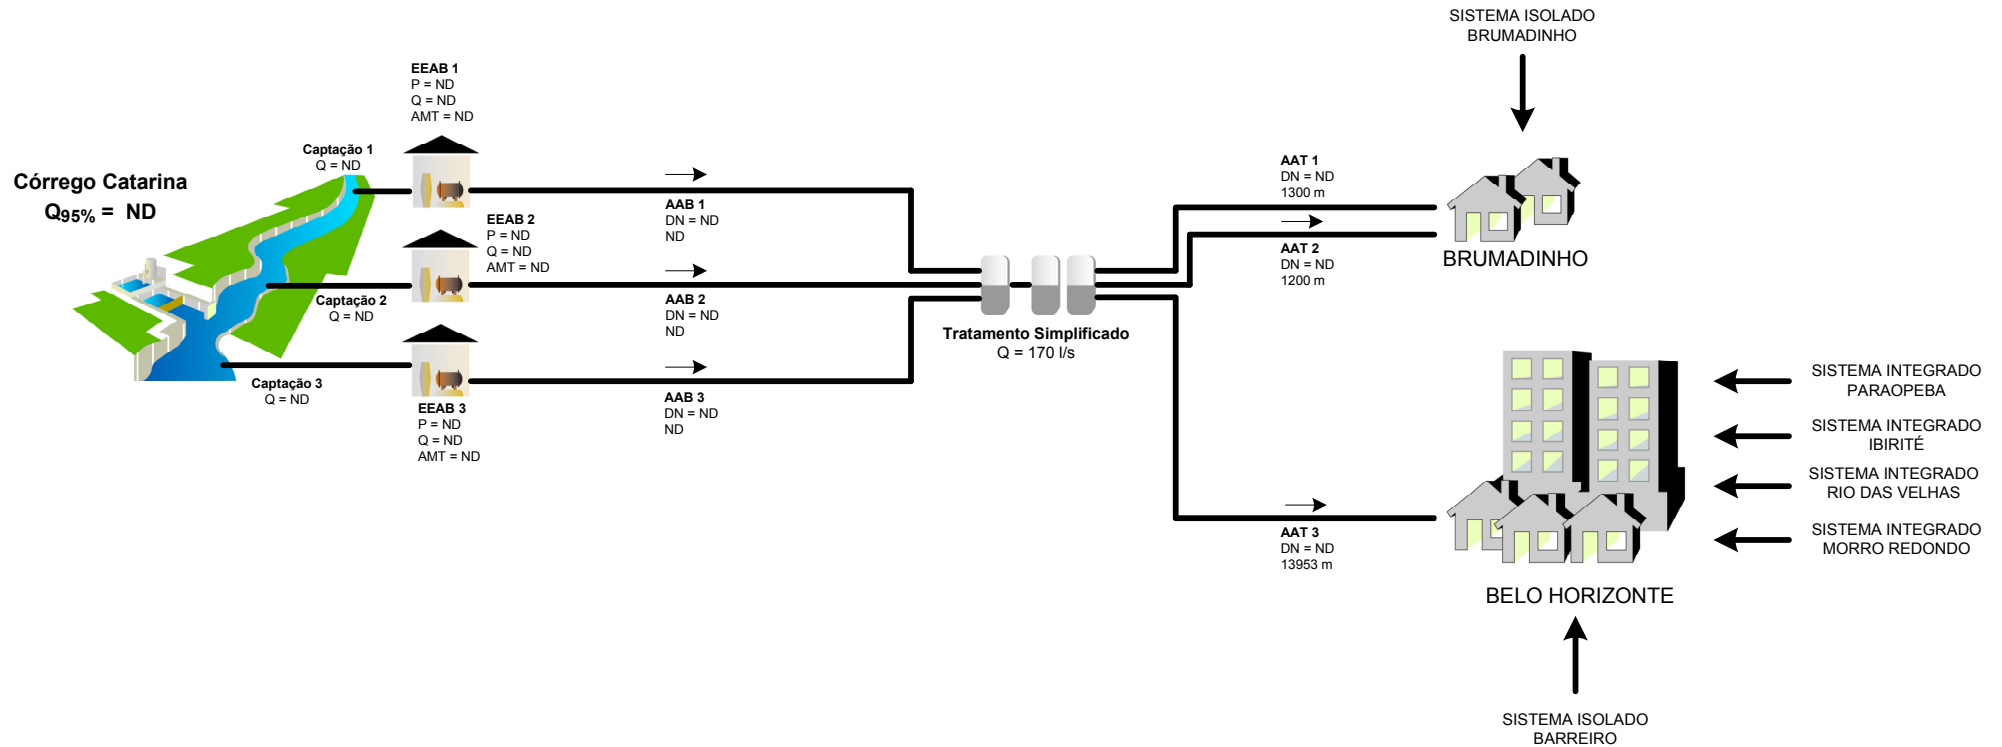 SISTEMA ISOLADO
BRUMADINHO
EEAB 1
P = ND
Q = ND
AMT = ND
Captação 1
Q = ND
Córrego Catarina
Q95% = ND
AAB 1
DN = ND
ND
EEAB 2
P = ND
Q = ND
AMT = ND
Captação 2
Q = ND
AAB 2
DN = ND
ND
Captação 3
Q = ND
EEAB 3
P = ND
Q = ND
AMT = ND
AAB 3
DN = ND
ND
Tratamento Simplificado
Q = 170 l/s
AAT 1
DN = ND
1300 m
AAT 2
DN = ND
1200 m
BRUMADINHO
AAT 3
DN = ND
13953 m
BELO HORIZONTE
SISTEMA INTEGRADO
PARAOPEBA
SISTEMA INTEGRADO
IBIRITÉ
SISTEMA INTEGRADO
RIO DAS VELHAS
SISTEMA INTEGRADO
MORRO REDONDO
SISTEMA ISOLADO
BARREIRO